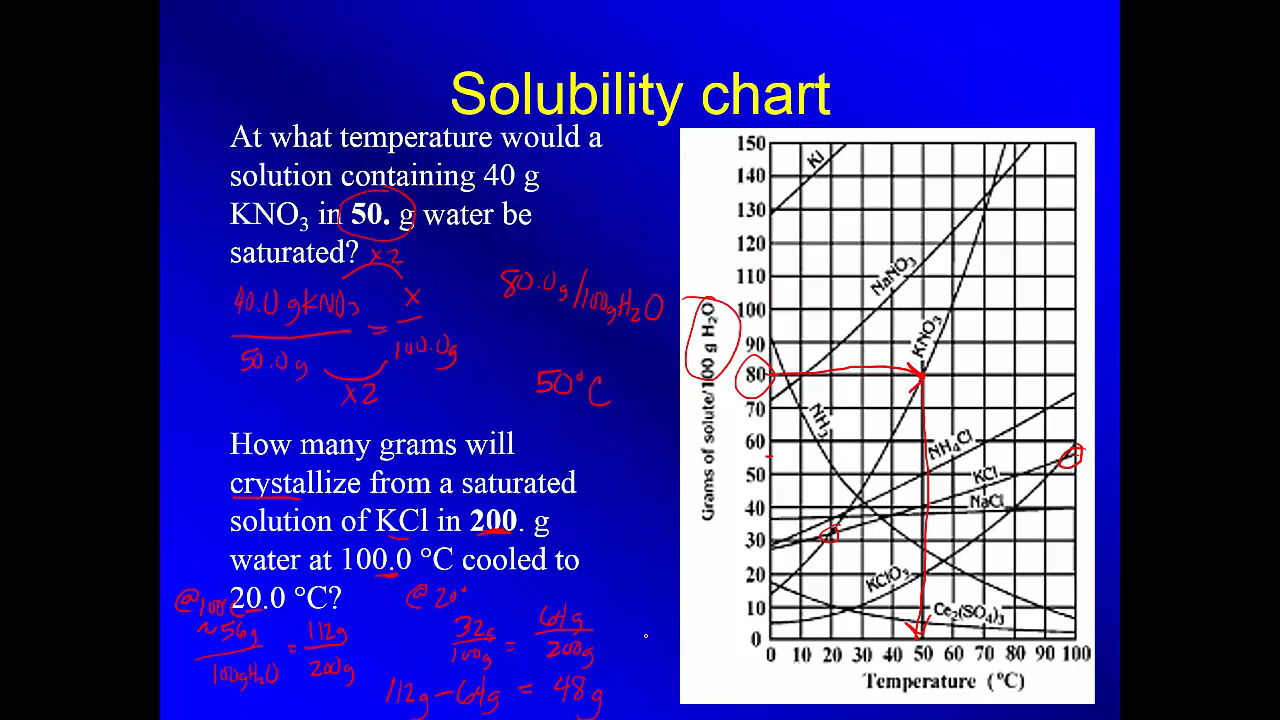 Solubility chart
At what temperature would a
solution containing 40 g
KNO₃ in 50. g water be
saturated?
x2
40.0 g KNO₃ = x
50.0 g 100.0g
x2
80.0g/100g H₂O
50°C
How many grams will
crystallize from a saturated
solution of KCl in 200. g
water at 100.0 °C cooled to
20.0 °C?
@100°C
~56g = 112g
100g H₂O 200g
@ 20°
32g = 64g
100g 200g
112g - 64g = 48g
Grams of solute/100 g H₂O
150
140
130
120
110
100
90
80
70
60
50
40
30
20
10
0
KI
NaNO₃
KNO₃
NH₃
NH₄Cl
KCl
NaCl
KClO₃
Ce₂(SO₄)₃
0 10 20 30 40 50 60 70 80 90 100
Temperature (°C)